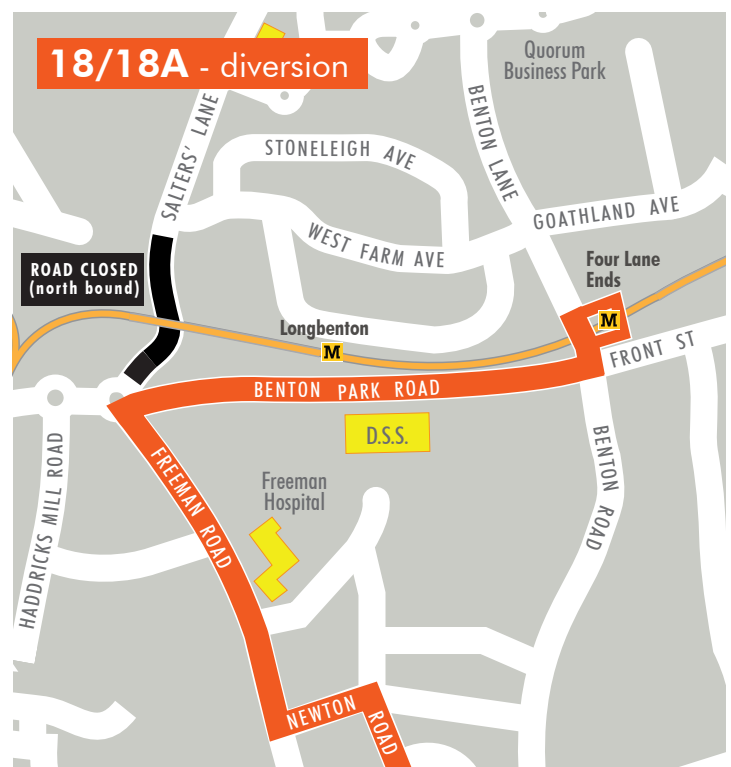 18/18A - diversion
Quorum
Business Park
BENTON LANE
SALTERS' LANE
STONELEIGH AVE
GOATHLAND AVE
WEST FARM AVE
ROAD CLOSED
(north bound)
Four Lane
Ends
M
Longbenton
M
FRONT ST
BENTON PARK ROAD
D.S.S.
BENTON ROAD
FREEMAN ROAD
HADDRICKS MILL ROAD
Freeman
Hospital
NEWTON
ROAD